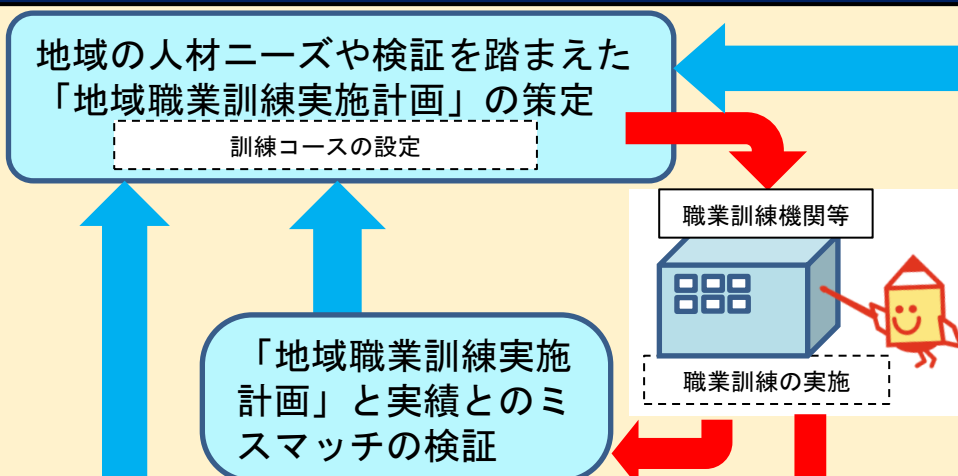 地域の人材ニーズや検証を踏まえた
「地域職業訓練実施計画」の策定
訓練コースの設定
職業訓練機関等
職業訓練の実施
「地域職業訓練実施
計画」と実績とのミ
スマッチの検証